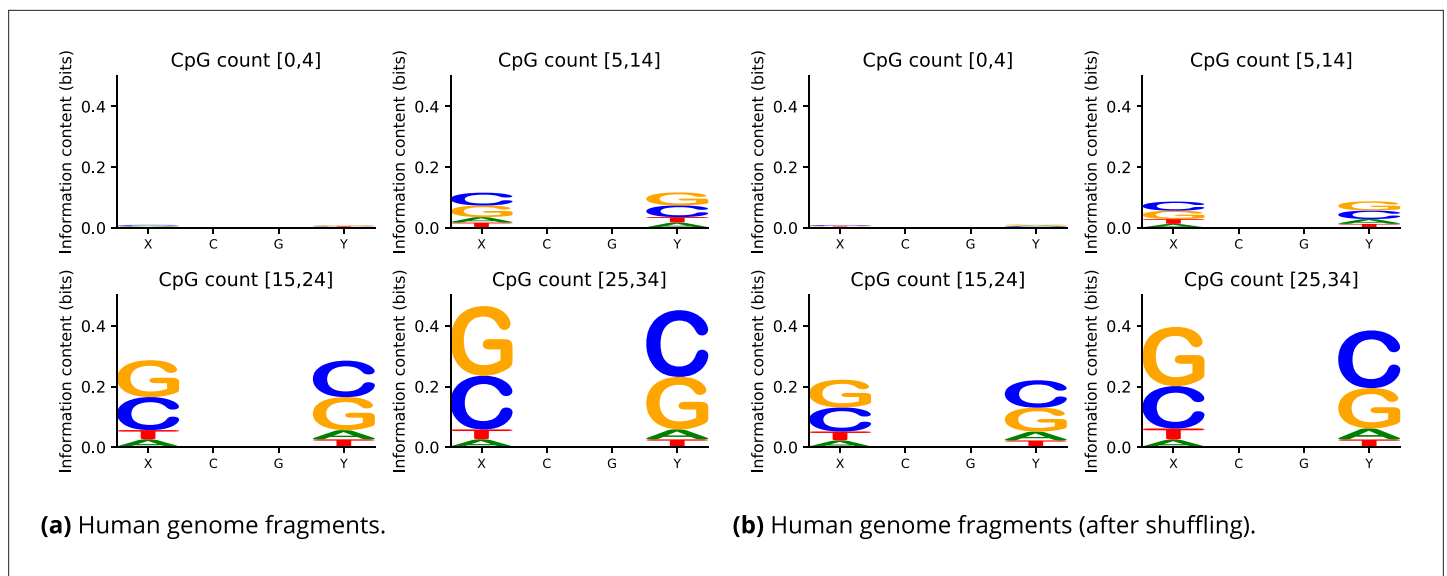 CpG count [0,4]
Information content (bits)
0.4
0.2
0.0
X C G Y
CpG count [5,14]
Information content (bits)
0.4
0.2
0.0
C G A T
G C T A
X C G Y
CpG count [15,24]
Information content (bits)
0.4
0.2
0.0
G C T A
C G A T
X C G Y
CpG count [25,34]
Information content (bits)
0.4
0.2
0.0
G C T A
C G A T
X C G Y
(a) Human genome fragments.
CpG count [0,4]
Information content (bits)
0.4
0.2
0.0
X C G Y
CpG count [5,14]
Information content (bits)
0.4
0.2
0.0
C G T A
G C A T
X C G Y
CpG count [15,24]
Information content (bits)
0.4
0.2
0.0
G C T A
C G A T
X C G Y
CpG count [25,34]
Information content (bits)
0.4
0.2
0.0
G C T A
C G A T
X C G Y
(b) Human genome fragments (after shuffling).